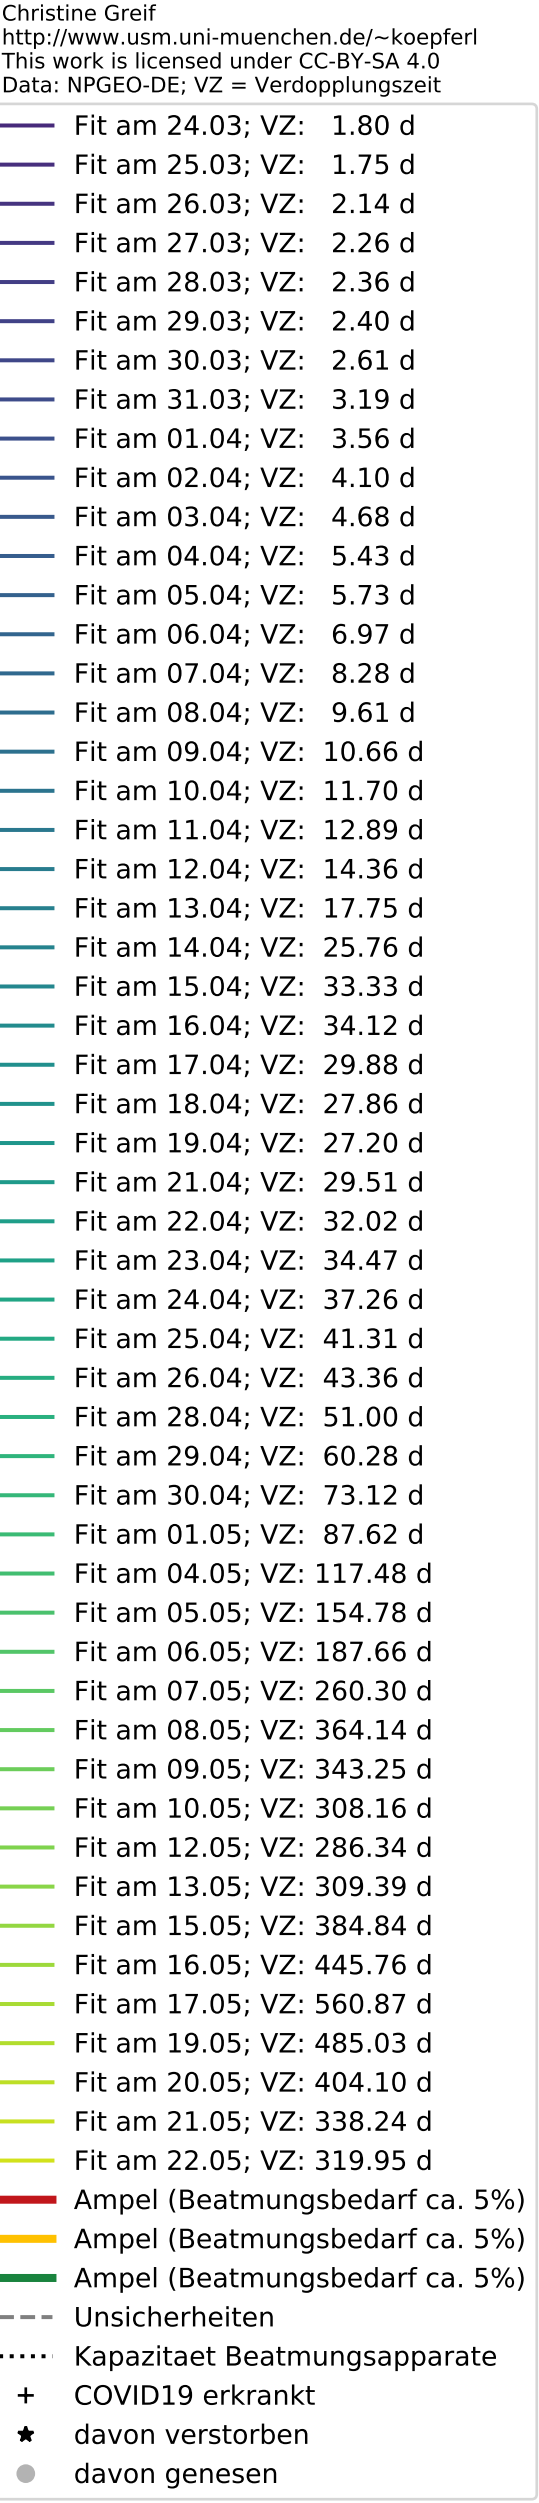 Christine Greif
http://www.usm.uni-muenchen.de/~koepferl
This work is licensed under CC-BY-SA 4.0
Data: NPGEO-DE; VZ = Verdopplungszeit
Fit am 24.03; VZ: 1.80 d
Fit am 25.03; VZ: 1.75 d
Fit am 26.03; VZ: 2.14 d
Fit am 27.03; VZ: 2.26 d
Fit am 28.03; VZ: 2.36 d
Fit am 29.03; VZ: 2.40 d
Fit am 30.03; VZ: 2.61 d
Fit am 31.03; VZ: 3.19 d
Fit am 01.04; VZ: 3.56 d
Fit am 02.04; VZ: 4.10 d
Fit am 03.04; VZ: 4.68 d
Fit am 04.04; VZ: 5.43 d
Fit am 05.04; VZ: 5.73 d
Fit am 06.04; VZ: 6.97 d
Fit am 07.04; VZ: 8.28 d
Fit am 08.04; VZ: 9.61 d
Fit am 09.04; VZ: 10.66 d
Fit am 10.04; VZ: 11.70 d
Fit am 11.04; VZ: 12.89 d
Fit am 12.04; VZ: 14.36 d
Fit am 13.04; VZ: 17.75 d
Fit am 14.04; VZ: 25.76 d
Fit am 15.04; VZ: 33.33 d
Fit am 16.04; VZ: 34.12 d
Fit am 17.04; VZ: 29.88 d
Fit am 18.04; VZ: 27.86 d
Fit am 19.04; VZ: 27.20 d
Fit am 21.04; VZ: 29.51 d
Fit am 22.04; VZ: 32.02 d
Fit am 23.04; VZ: 34.47 d
Fit am 24.04; VZ: 37.26 d
Fit am 25.04; VZ: 41.31 d
Fit am 26.04; VZ: 43.36 d
Fit am 28.04; VZ: 51.00 d
Fit am 29.04; VZ: 60.28 d
Fit am 30.04; VZ: 73.12 d
Fit am 01.05; VZ: 87.62 d
Fit am 04.05; VZ: 117.48 d
Fit am 05.05; VZ: 154.78 d
Fit am 06.05; VZ: 187.66 d
Fit am 07.05; VZ: 260.30 d
Fit am 08.05; VZ: 364.14 d
Fit am 09.05; VZ: 343.25 d
Fit am 10.05; VZ: 308.16 d
Fit am 12.05; VZ: 286.34 d
Fit am 13.05; VZ: 309.39 d
Fit am 15.05; VZ: 384.84 d
Fit am 16.05; VZ: 445.76 d
Fit am 17.05; VZ: 560.87 d
Fit am 19.05; VZ: 485.03 d
Fit am 20.05; VZ: 404.10 d
Fit am 21.05; VZ: 338.24 d
Fit am 22.05; VZ: 319.95 d
Ampel (Beatmungsbedarf ca. 5%)
Ampel (Beatmungsbedarf ca. 5%)
Ampel (Beatmungsbedarf ca. 5%)
Unsicherheiten
Kapazitaet Beatmungsapparate
COVID19 erkrankt
davon verstorben
davon genesen